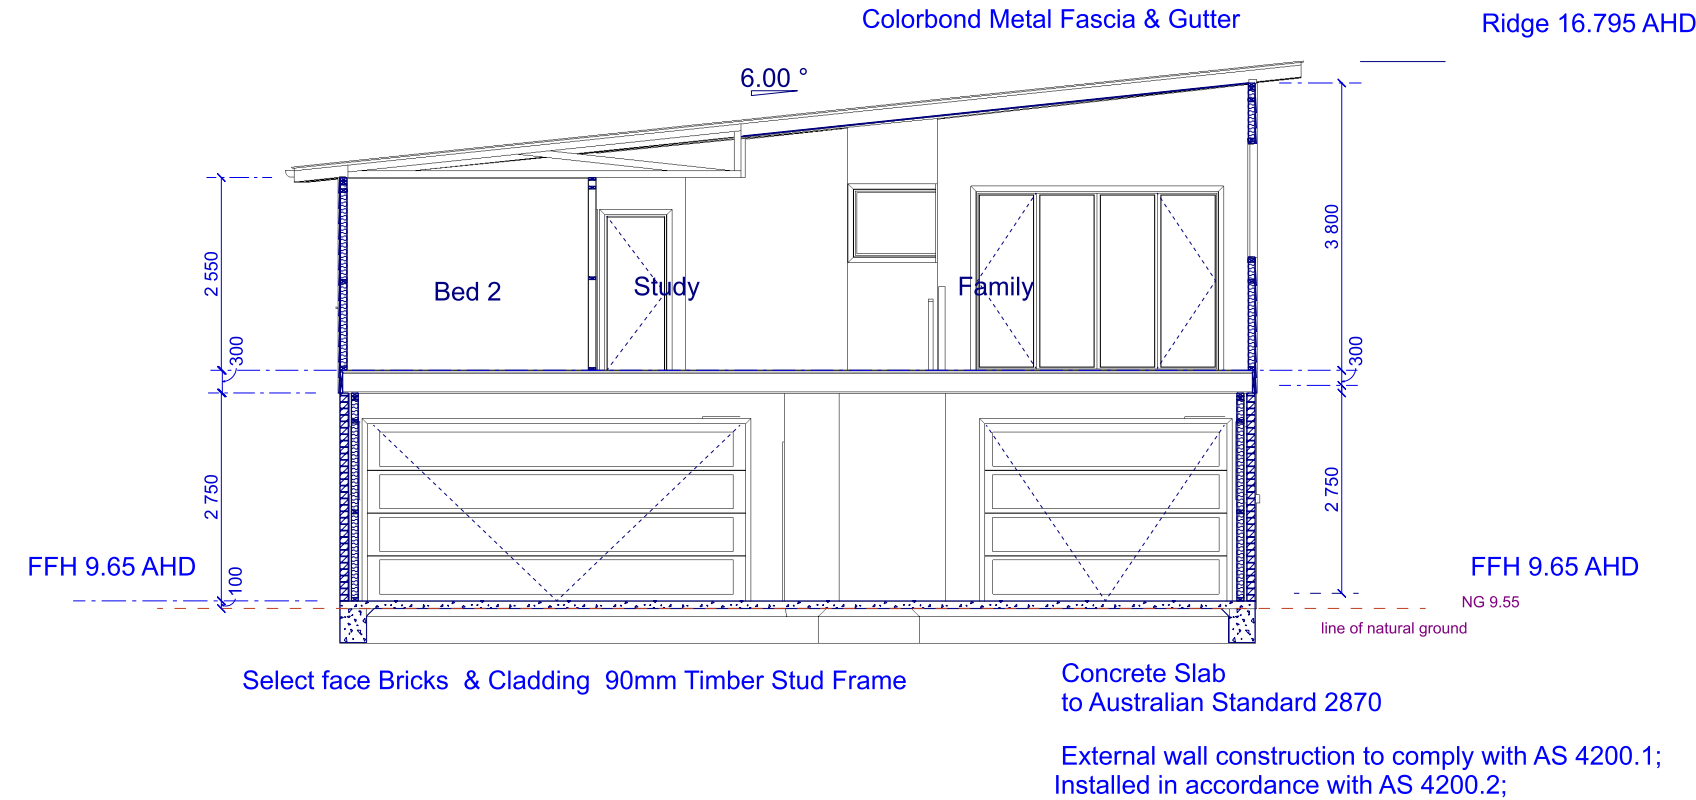 Colorbond Metal Fascia & Gutter
Ridge 16.795 AHD
6.00 °
2 550
3 800
Bed 2
Study
Family
300
300
2 750
2 750
FFH 9.65 AHD
FFH 9.65 AHD
100
NG 9.55
line of natural ground
Select face Bricks & Cladding 90mm Timber Stud Frame
Concrete Slab
to Australian Standard 2870
External wall construction to comply with AS 4200.1;
Installed in accordance with AS 4200.2;